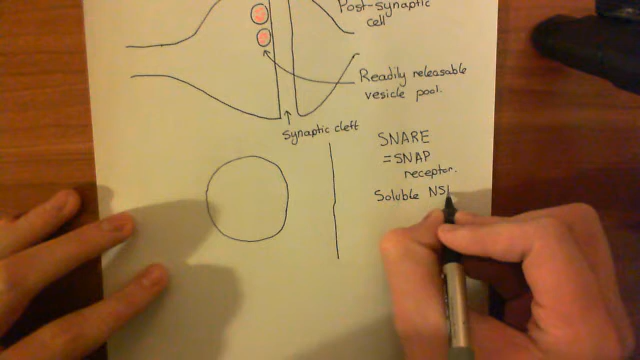 Post-synaptic
cell
Readily releasable
vesicle pool.
Synaptic cleft
SNARE
= SNAP
receptor.
Soluble NS